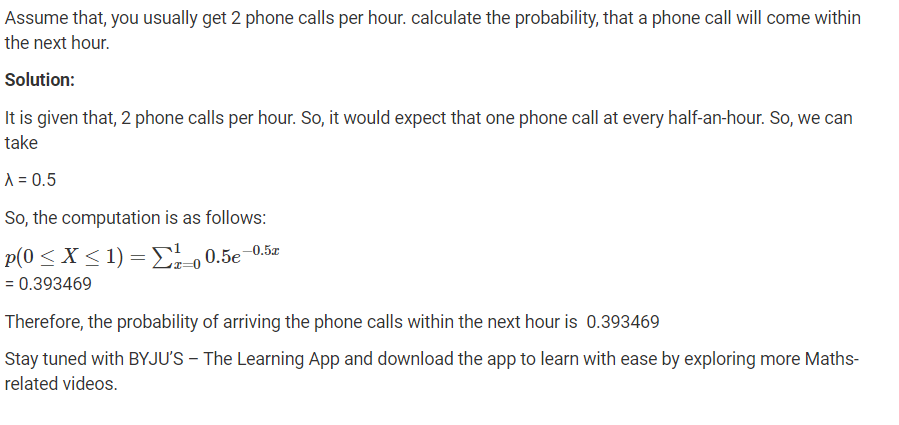 Assume that, you usually get 2 phone calls per hour. calculate the probability, that a phone call will come within
the next hour.
Solution:
It is given that, 2 phone calls per hour. So, it would expect that one phone call at every half-an-hour. So, we can
take
λ = 0.5
So, the computation is as follows:
p(0 ≤ X ≤ 1) = ∑¹ₓ₌₀ 0.5e⁻⁰·⁵ˣ
= 0.393469
Therefore, the probability of arriving the phone calls within the next hour is 0.393469
Stay tuned with BYJU'S – The Learning App and download the app to learn with ease by exploring more Maths-
related videos.